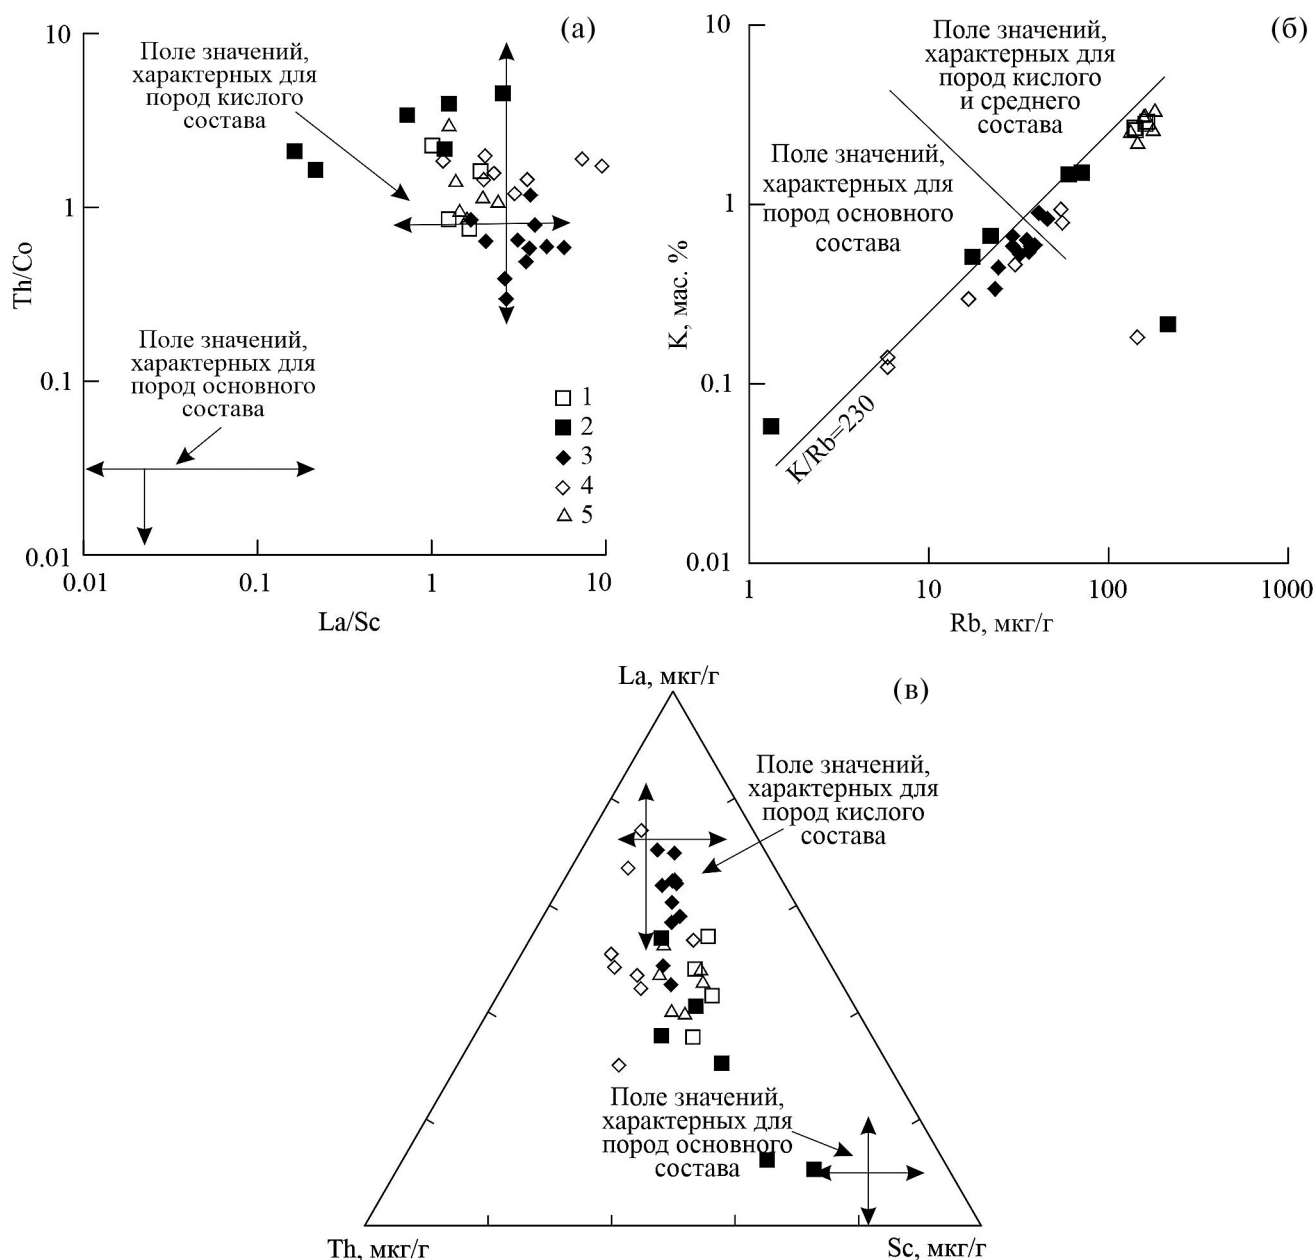 (а)
10
1
0.1
0.01
Th/Co
Поле значений,
характерных для
пород кислого
состава
Поле значений,
характерных для
пород основного
состава
1
2
3
4
5
0.01
0.1
1
10
La/Sc
(б)
10
1
0.1
0.01
K, мас. %
Поле значений,
характерных для
пород кислого
и среднего
состава
Поле значений,
характерных для
пород основного
состава
K/Rb=230
1
10
100
1000
Rb, мкг/г
La, мкг/г
(в)
Поле значений,
характерных для
пород кислого
состава
Поле значений,
характерных для
пород основного
состава
Th, мкг/г
Sc, мкг/г